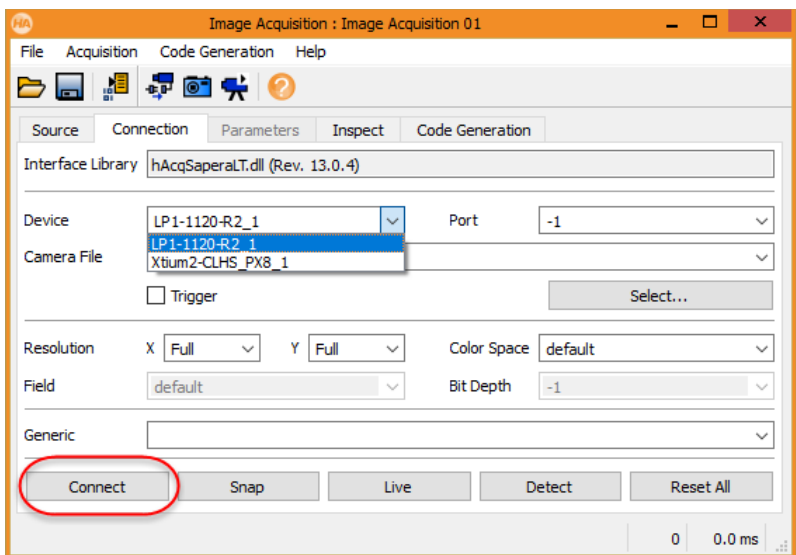 HA Image Acquisition : Image Acquisition 01
File Acquisition Code Generation Help
Source Connection Parameters Inspect Code Generation
Interface Library hAcqSaperaLT.dll (Rev. 13.0.4)
Device LP1-1120-R2_1 Port -1
LP1-1120-R2_1
Xtium2-CLHS_PX8_1
Camera File
Trigger Select...
Resolution X Full Y Full Color Space default
Field default Bit Depth -1
Generic
Connect Snap Live Detect Reset All
0 0.0 ms